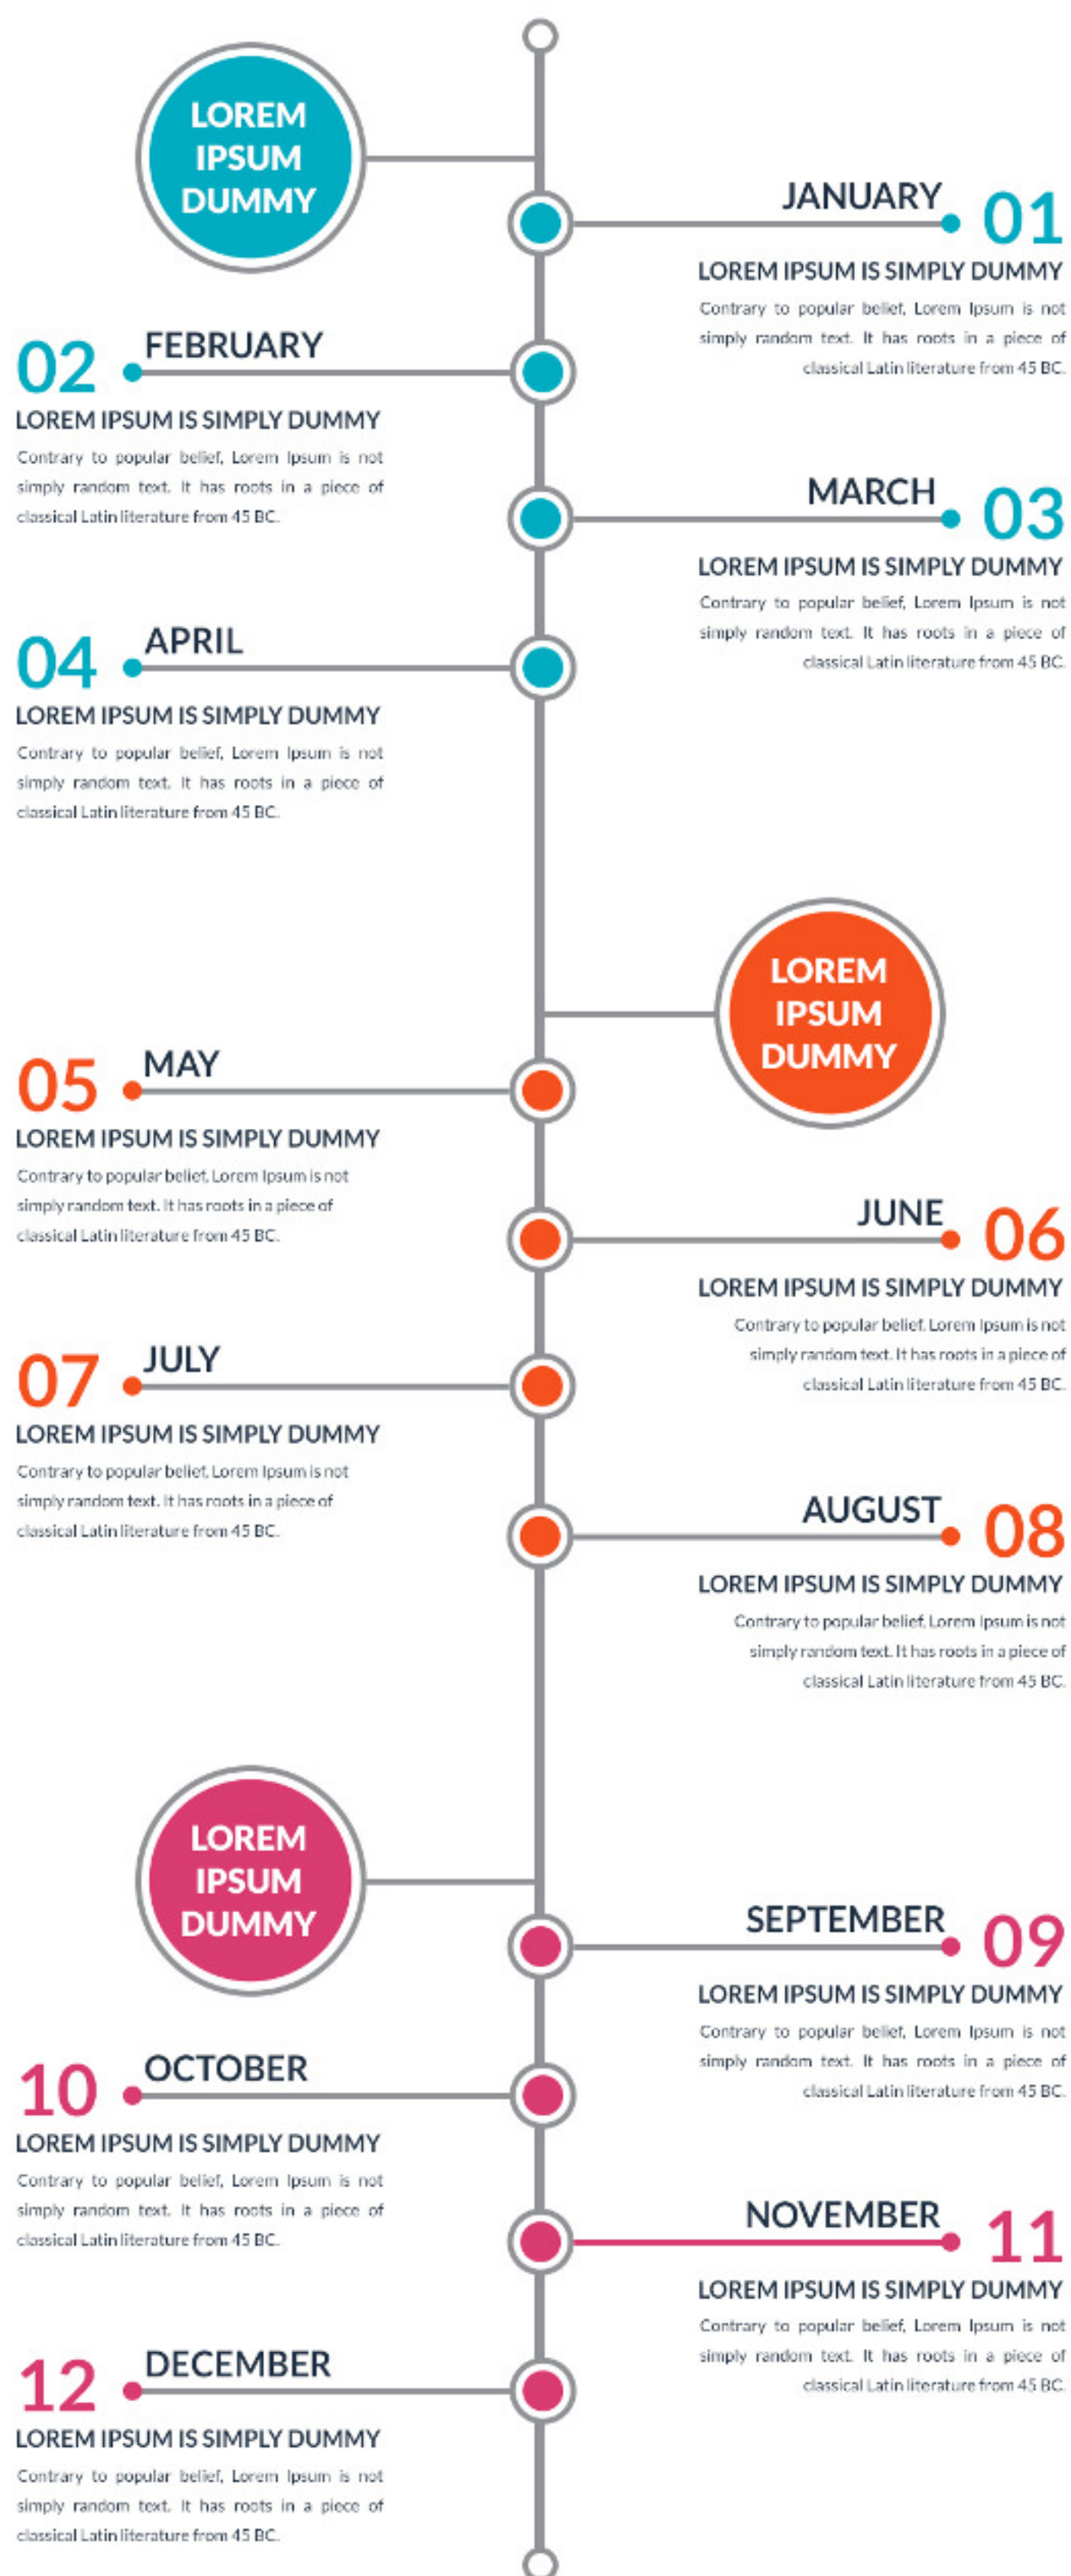 LOREM
IPSUM
DUMMY
JANUARY 01
LOREM IPSUM IS SIMPLY DUMMY
Contrary to popular belief, Lorem Ipsum is not
simply random text. It has roots in a piece of
classical Latin literature from 45 BC.
02 FEBRUARY
LOREM IPSUM IS SIMPLY DUMMY
Contrary to popular belief, Lorem Ipsum is not
simply random text. It has roots in a piece of
classical Latin literature from 45 BC.
MARCH 03
LOREM IPSUM IS SIMPLY DUMMY
Contrary to popular belief, Lorem Ipsum is not
simply random text. It has roots in a piece of
classical Latin literature from 45 BC.
04 APRIL
LOREM IPSUM IS SIMPLY DUMMY
Contrary to popular belief, Lorem Ipsum is not
simply random text. It has roots in a piece of
classical Latin literature from 45 BC.
LOREM
IPSUM
DUMMY
05 MAY
LOREM IPSUM IS SIMPLY DUMMY
Contrary to popular belief, Lorem Ipsum is not
simply random text. It has roots in a piece of
classical Latin literature from 45 BC.
JUNE 06
LOREM IPSUM IS SIMPLY DUMMY
Contrary to popular belief, Lorem Ipsum is not
simply random text. It has roots in a piece of
classical Latin literature from 45 BC.
07 JULY
LOREM IPSUM IS SIMPLY DUMMY
Contrary to popular belief, Lorem Ipsum is not
simply random text. It has roots in a piece of
classical Latin literature from 45 BC.
AUGUST 08
LOREM IPSUM IS SIMPLY DUMMY
Contrary to popular belief, Lorem Ipsum is not
simply random text. It has roots in a piece of
classical Latin literature from 45 BC.
LOREM
IPSUM
DUMMY
SEPTEMBER 09
LOREM IPSUM IS SIMPLY DUMMY
Contrary to popular belief, Lorem Ipsum is not
simply random text. It has roots in a piece of
classical Latin literature from 45 BC.
10 OCTOBER
LOREM IPSUM IS SIMPLY DUMMY
Contrary to popular belief, Lorem Ipsum is not
simply random text. It has roots in a piece of
classical Latin literature from 45 BC.
NOVEMBER 11
LOREM IPSUM IS SIMPLY DUMMY
Contrary to popular belief, Lorem Ipsum is not
simply random text. It has roots in a piece of
classical Latin literature from 45 BC.
12 DECEMBER
LOREM IPSUM IS SIMPLY DUMMY
Contrary to popular belief, Lorem Ipsum is not
simply random text. It has roots in a piece of
classical Latin literature from 45 BC.